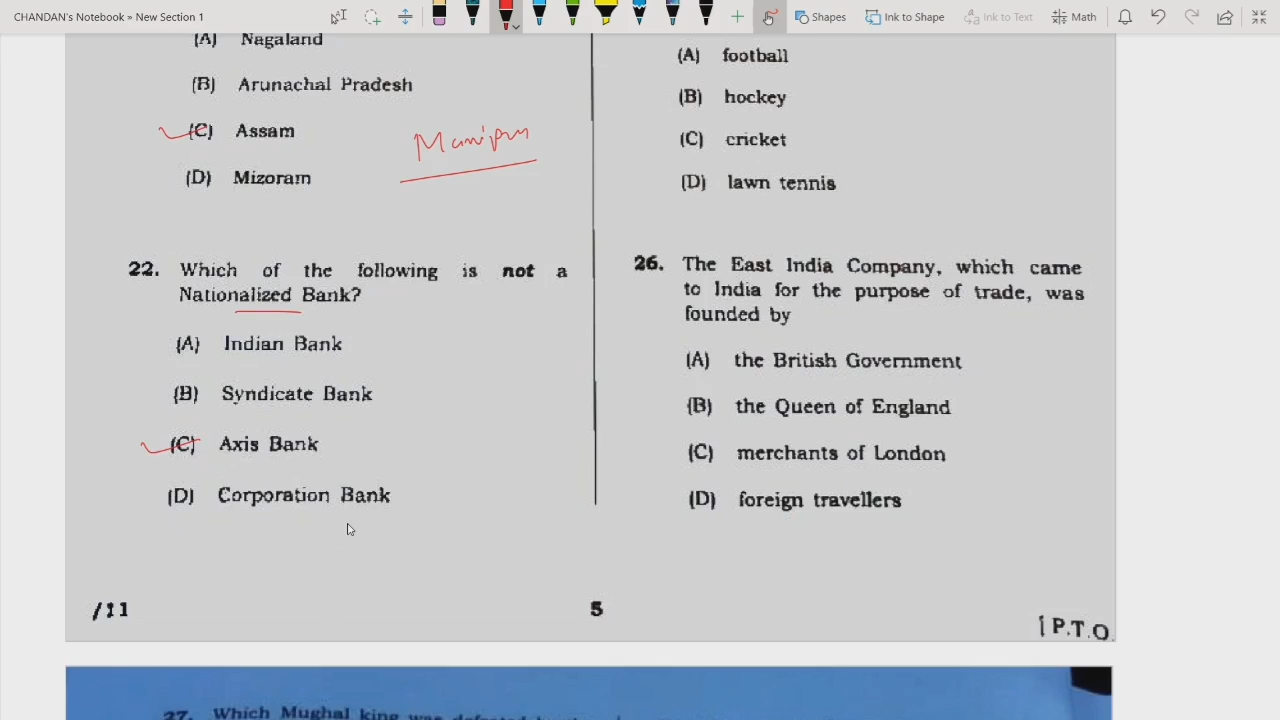 CHANDAN's Notebook » New Section 1
Shapes
Ink to Shape
Ink to Text
Math
(A) Nagaland
(B) Arunachal Pradesh
(C) Assam
(D) Mizoram
Manipur
22. Which of the following is not a
Nationalized Bank?
(A) Indian Bank
(B) Syndicate Bank
(C) Axis Bank
(D) Corporation Bank
(A) football
(B) hockey
(C) cricket
(D) lawn tennis
26. The East India Company, which came
to India for the purpose of trade, was
founded by
(A) the British Government
(B) the Queen of England
(C) merchants of London
(D) foreign travellers
/11
5
[P.T.O.
27. Which Mughal king was defeated